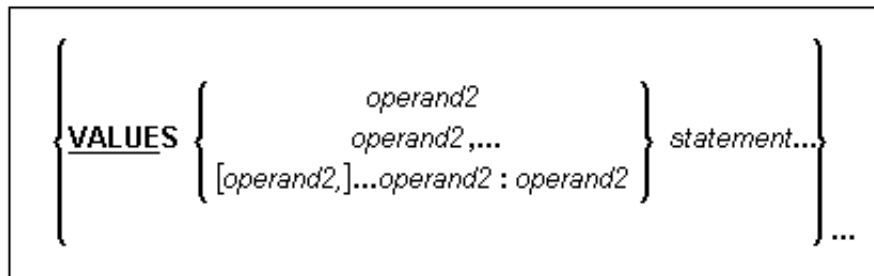 operand2
VALUES operand2 ,... statement...
[operand2,]...operand2 : operand2
...